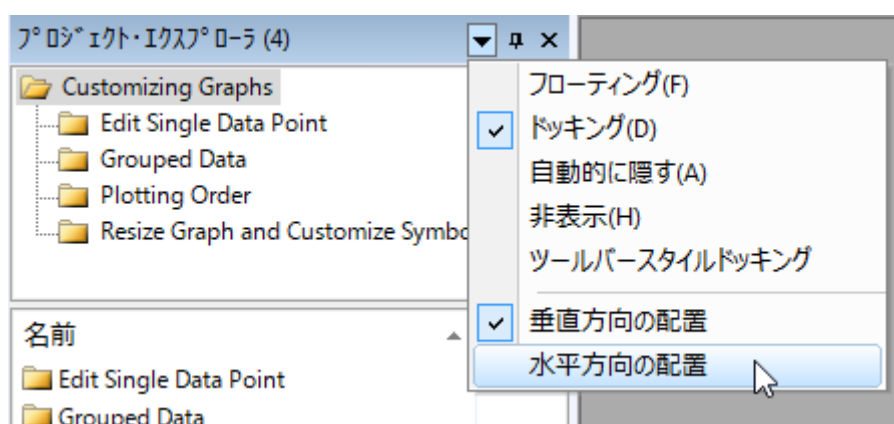 ﾌﾟﾛｼﾞｪｸﾄ･ｴｸｽﾌﾟﾛｰﾗ (4)
Customizing Graphs
Edit Single Data Point
Grouped Data
Plotting Order
Resize Graph and Customize Symbo
名前
Edit Single Data Point
Grouped Data
フローティング(F)
ドッキング(D)
自動的に隠す(A)
非表示(H)
ツールバースタイルドッキング
垂直方向の配置
水平方向の配置